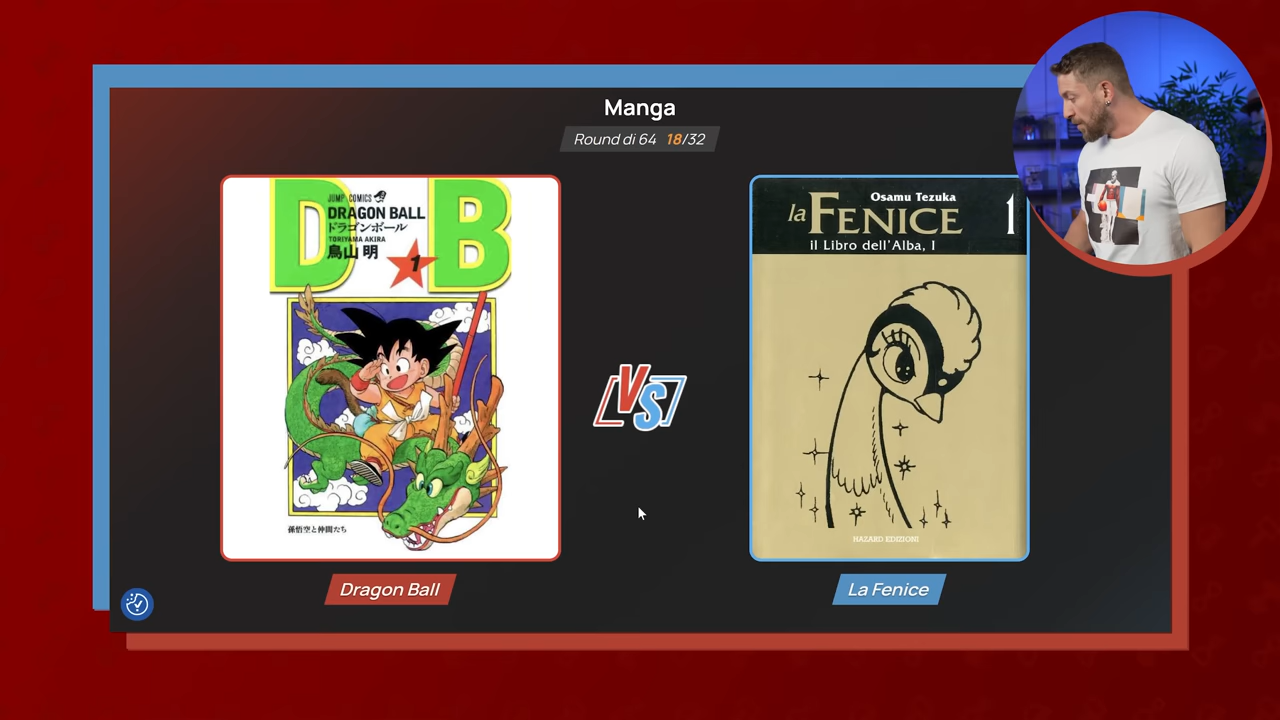 Manga
Round di 64 18/32
D B
JUMP COMICS
DRAGON BALL
ドラゴンボール
TORIYAMA AKIRA
鳥山 明
1
孫悟空と仲間たち
Dragon Ball
VS
Osamu Tezuka
la FENICE 1
il Libro dell'Alba, I
HAZARD EDIZIONI
La Fenice